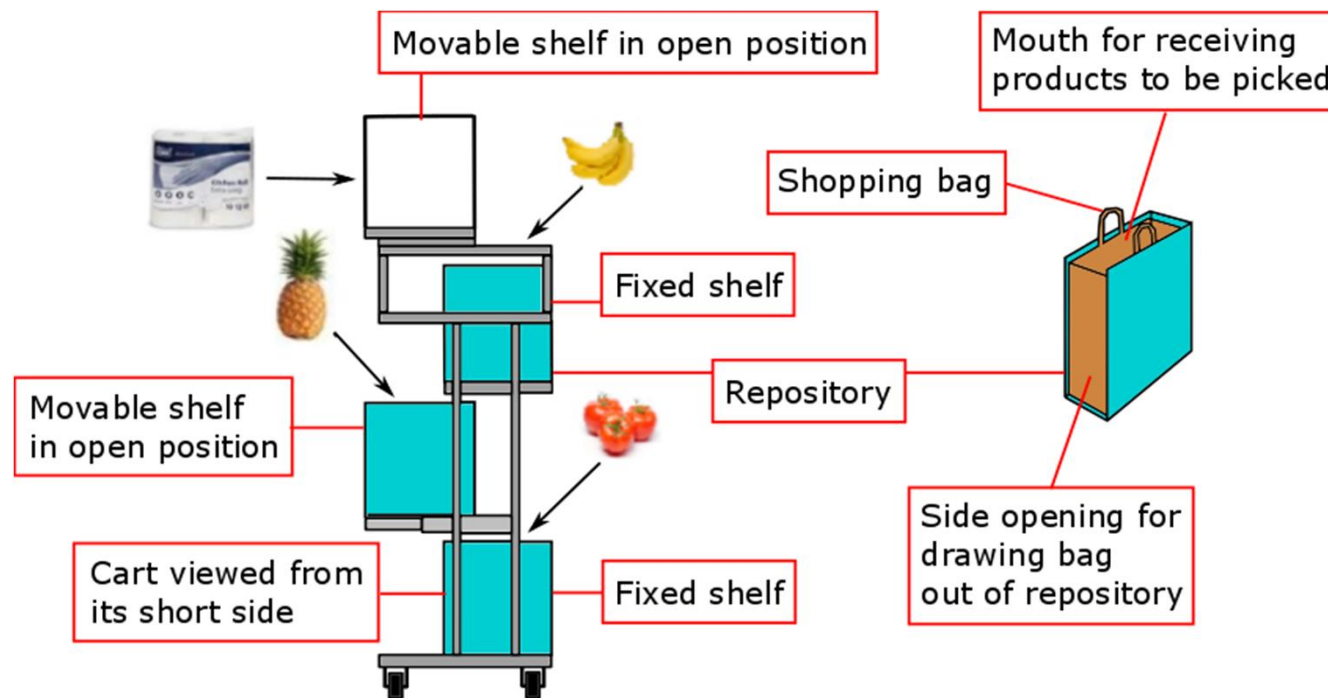 Movable shelf in open position
Mouth for receiving
products to be picked
Shopping bag
Fixed shelf
Repository
Movable shelf
in open position
Side opening for
drawing bag
out of repository
Cart viewed from
its short side
Fixed shelf